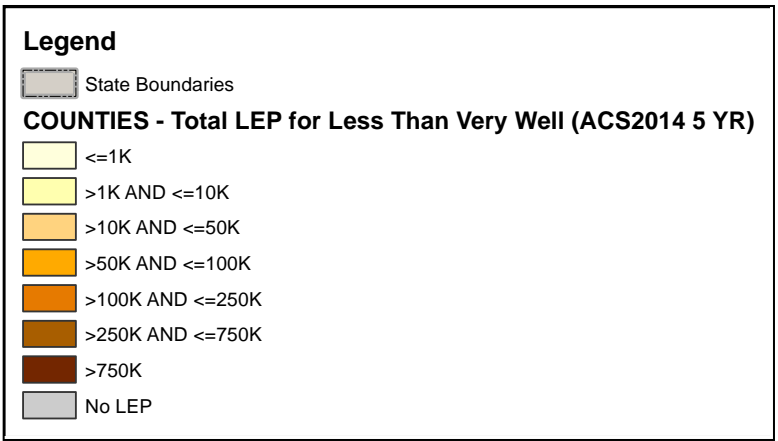 Legend
State Boundaries
COUNTIES - Total LEP for Less Than Very Well (ACS2014 5 YR)
<=1K
>1K AND <=10K
>10K AND <=50K
>50K AND <=100K
>100K AND <=250K
>250K AND <=750K
>750K
No LEP